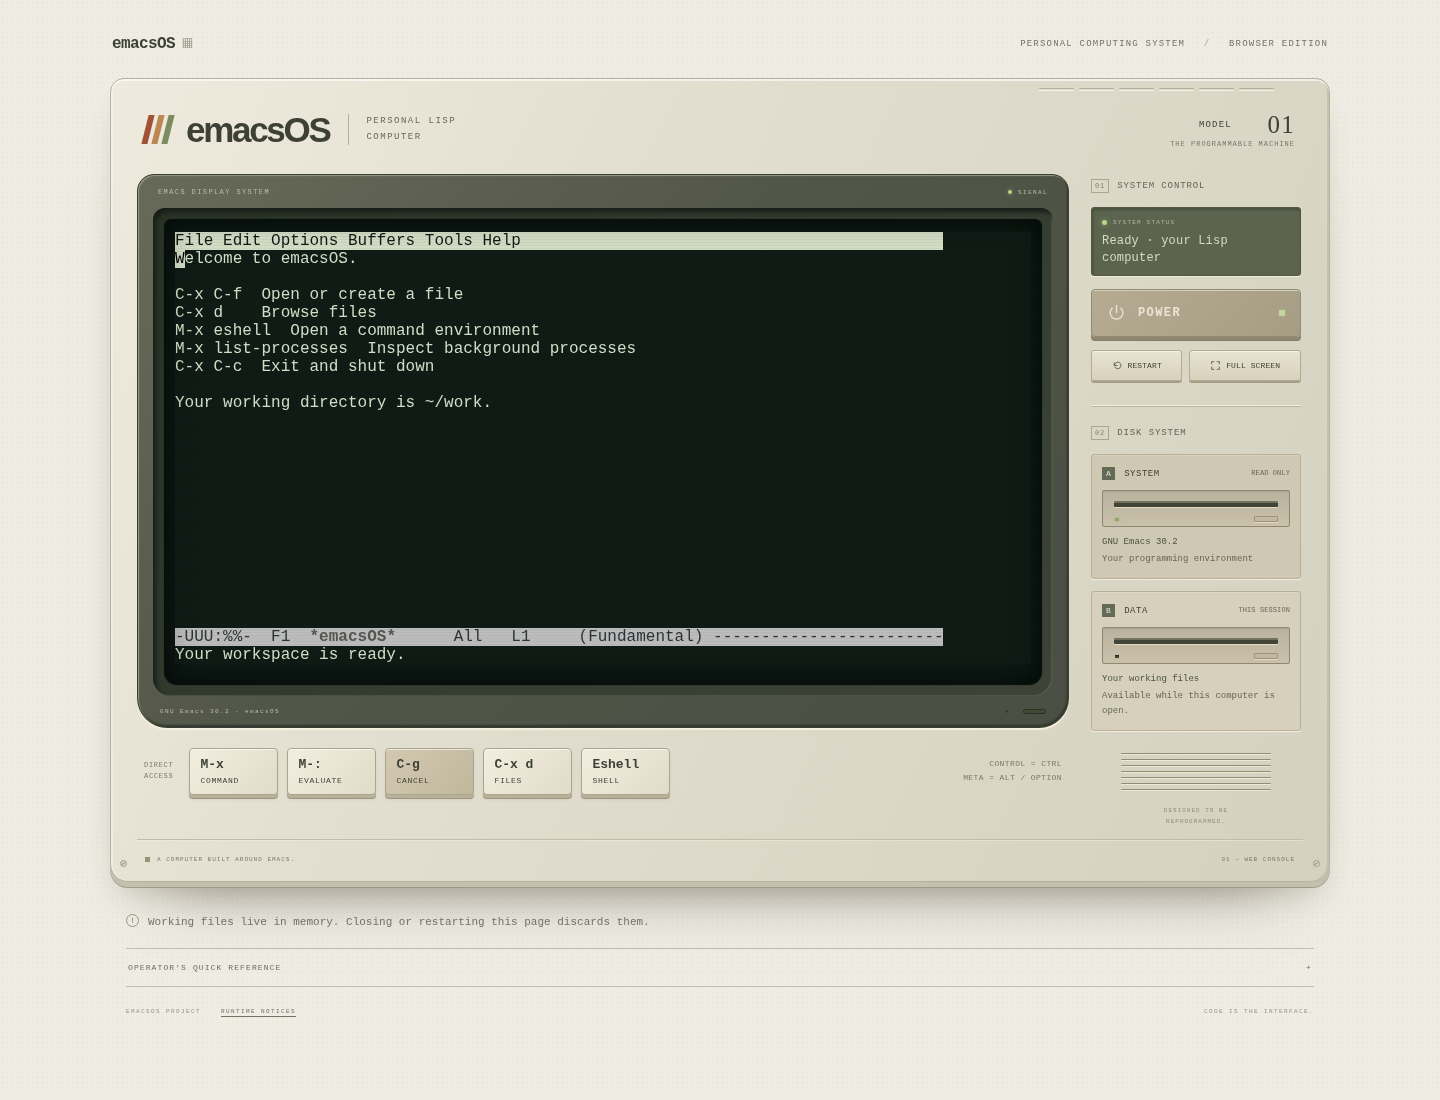 emacsOS
PERSONAL COMPUTING SYSTEM / BROWSER EDITION
emacsOS
PERSONAL LISP
COMPUTER
MODEL 01
THE PROGRAMMABLE MACHINE
EMACS DISPLAY SYSTEM
SIGNAL
File Edit Options Buffers Tools Help
Welcome to emacsOS.
C-x C-f  Open or create a file
C-x d    Browse files
M-x eshell  Open a command environment
M-x list-processes  Inspect background processes
C-x C-c  Exit and shut down
Your working directory is ~/work.
-UUU:%%-  F1  *emacsOS*      All   L1     (Fundamental) ------------------------
Your workspace is ready.
GNU Emacs 30.2 - emacsOS
01 SYSTEM CONTROL
SYSTEM STATUS
Ready · your Lisp
computer
POWER
RESTART
FULL SCREEN
02 DISK SYSTEM
A SYSTEM READ ONLY
GNU Emacs 30.2
Your programming environment
B DATA THIS SESSION
Your working files
Available while this computer is
open.
DESIGNED TO BE
REPROGRAMMED.
DIRECT
ACCESS
M-x
COMMAND
M-:
EVALUATE
C-g
CANCEL
C-x d
FILES
Eshell
SHELL
CONTROL = CTRL
META = ALT / OPTION
A COMPUTER BUILT AROUND EMACS.
01 — WEB CONSOLE
! Working files live in memory. Closing or restarting this page discards them.
OPERATOR'S QUICK REFERENCE +
EMACSOS PROJECT RUNTIME NOTICES
CODE IS THE INTERFACE.